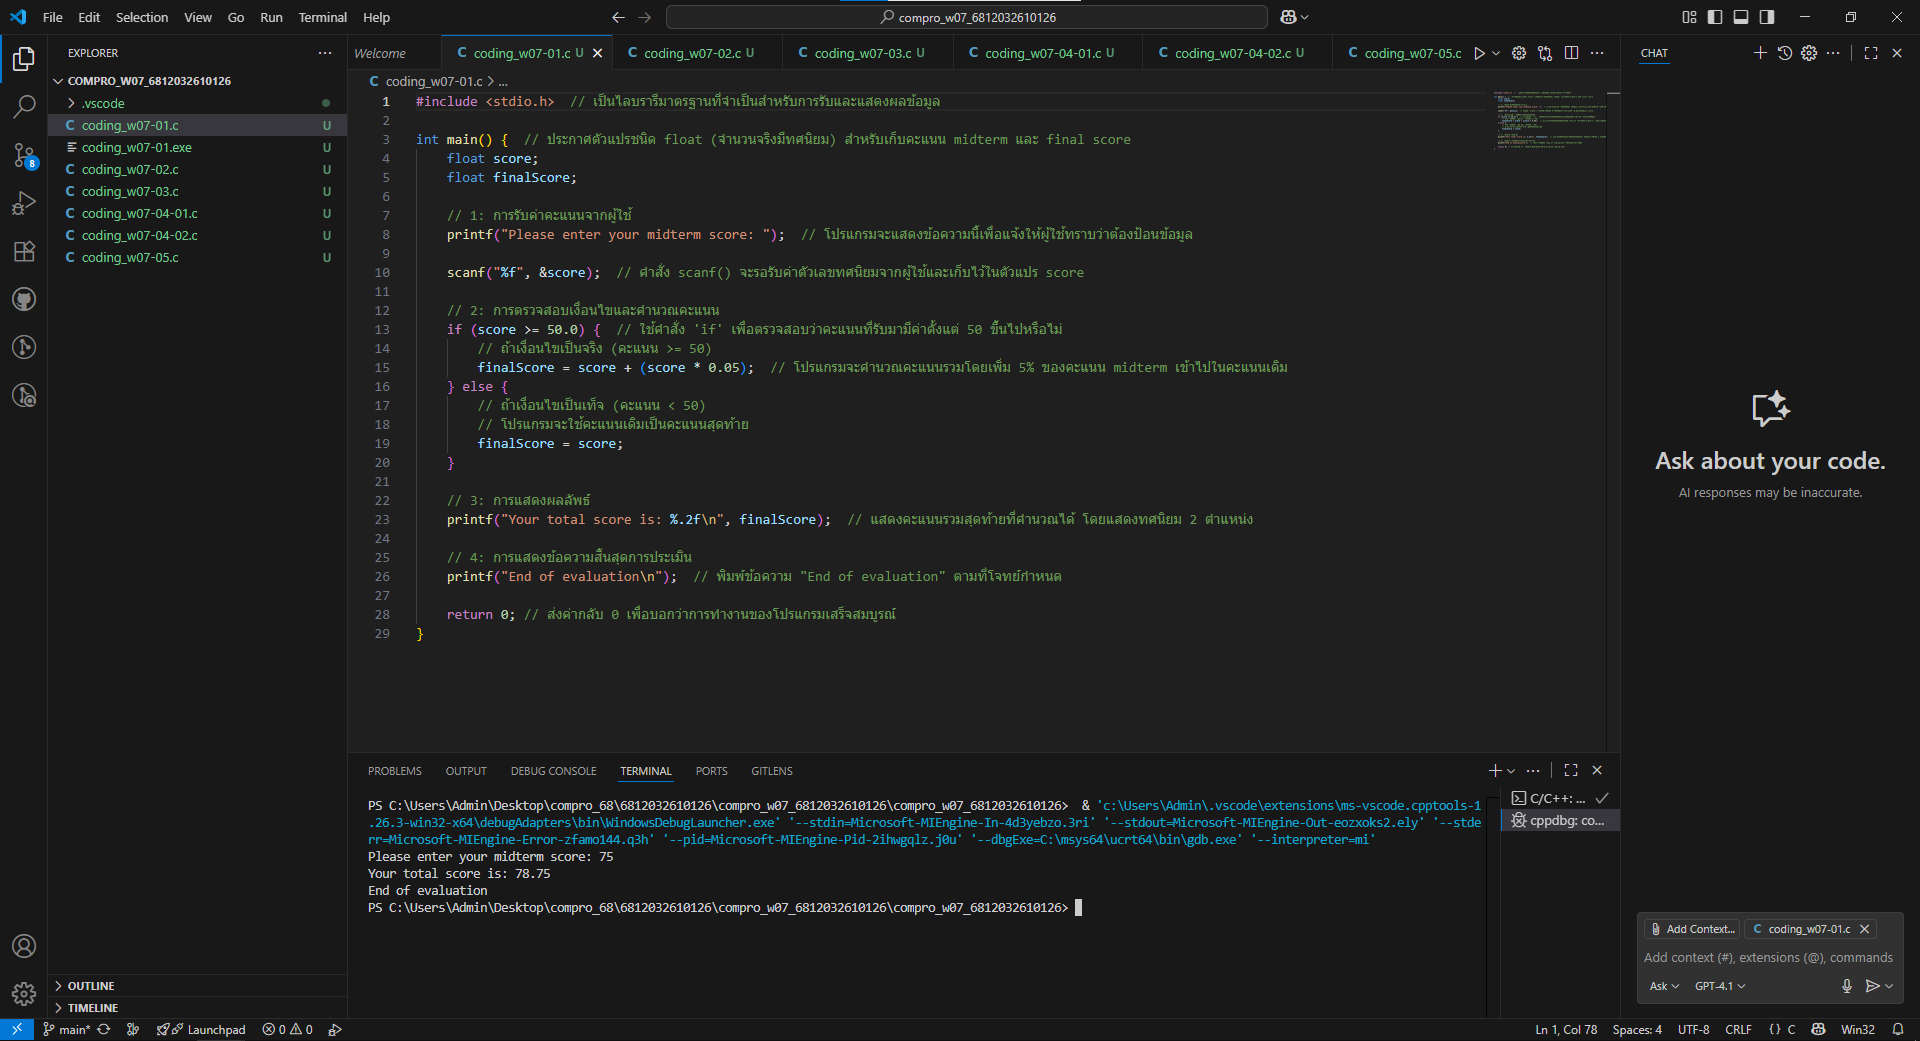 File Edit Selection View Go Run Terminal Help
compro_w07_6812032610126
EXPLORER
COMPRO_W07_6812032610126
.vscode
C coding_w07-01.c U
coding_w07-01.exe U
C coding_w07-02.c U
C coding_w07-03.c U
C coding_w07-04-01.c U
C coding_w07-04-02.c U
C coding_w07-05.c U
OUTLINE
TIMELINE
Welcome C coding_w07-01.c U C coding_w07-02.c U C coding_w07-03.c U C coding_w07-04-01.c U C coding_w07-04-02.c U C coding_w07-05.c
C coding_w07-01.c > ...
1 #include <stdio.h>  // เป็นไลบรารีมาตรฐานที่จำเป็นสำหรับการรับและแสดงผลข้อมูล
2
3 int main() {  // ประกาศตัวแปรชนิด float (จำนวนจริงมีทศนิยม) สำหรับเก็บคะแนน midterm และ final score
4     float score;
5     float finalScore;
6
7     // 1: การรับค่าคะแนนจากผู้ใช้
8     printf("Please enter your midterm score: ");  // โปรแกรมจะแสดงข้อความนี้เพื่อแจ้งให้ผู้ใช้ทราบว่าต้องป้อนข้อมูล
9
10     scanf("%f", &score);  // คำสั่ง scanf() จะรอรับค่าตัวเลขทศนิยมจากผู้ใช้และเก็บไว้ในตัวแปร score
11
12     // 2: การตรวจสอบเงื่อนไขและคำนวณคะแนน
13     if (score >= 50.0) {  // ใช้คำสั่ง 'if' เพื่อตรวจสอบว่าคะแนนที่รับมามีค่าตั้งแต่ 50 ขึ้นไปหรือไม่
14         // ถ้าเงื่อนไขเป็นจริง (คะแนน >= 50)
15         finalScore = score + (score * 0.05);  // โปรแกรมจะคำนวณคะแนนรวมโดยเพิ่ม 5% ของคะแนน midterm เข้าไปในคะแนนเดิม
16     } else {
17         // ถ้าเงื่อนไขเป็นเท็จ (คะแนน < 50)
18         // โปรแกรมจะใช้คะแนนเดิมเป็นคะแนนสุดท้าย
19         finalScore = score;
20     }
21
22     // 3: การแสดงผลลัพธ์
23     printf("Your total score is: %.2f\n", finalScore);  // แสดงคะแนนรวมสุดท้ายที่คำนวณได้ โดยแสดงทศนิยม 2 ตำแหน่ง
24
25     // 4: การแสดงข้อความสิ้นสุดการประเมิน
26     printf("End of evaluation\n");  // พิมพ์ข้อความ "End of evaluation" ตามที่โจทย์กำหนด
27
28     return 0; // ส่งค่ากลับ 0 เพื่อบอกว่าการทำงานของโปรแกรมเสร็จสมบูรณ์
29 }
PROBLEMS OUTPUT DEBUG CONSOLE TERMINAL PORTS GITLENS
PS C:\Users\Admin\Desktop\compro_68\6812032610126\compro_w07_6812032610126\compro_w07_6812032610126>  & 'c:\Users\Admin\.vscode\extensions\ms-vscode.cpptools-1
.26.3-win32-x64\debugAdapters\bin\WindowsDebugLauncher.exe' '--stdin=Microsoft-MIEngine-In-4d3yebzo.3ri' '--stdout=Microsoft-MIEngine-Out-eozxoks2.ely' '--stde
rr=Microsoft-MIEngine-Error-zfamo144.q3h' '--pid=Microsoft-MIEngine-Pid-2ihwgqlz.j0u' '--dbgExe=C:\msys64\ucrt64\bin\gdb.exe' '--interpreter=mi'
Please enter your midterm score: 75
Your total score is: 78.75
End of evaluation
PS C:\Users\Admin\Desktop\compro_68\6812032610126\compro_w07_6812032610126\compro_w07_6812032610126>
C/C++: ...
cppdbg: co...
CHAT
Ask about your code.
AI responses may be inaccurate.
Add Context... C coding_w07-01.c
Add context (#), extensions (@), commands
Ask GPT-4.1
8
main* Launchpad 0 0 Ln 1, Col 78 Spaces: 4 UTF-8 CRLF {} C Win32